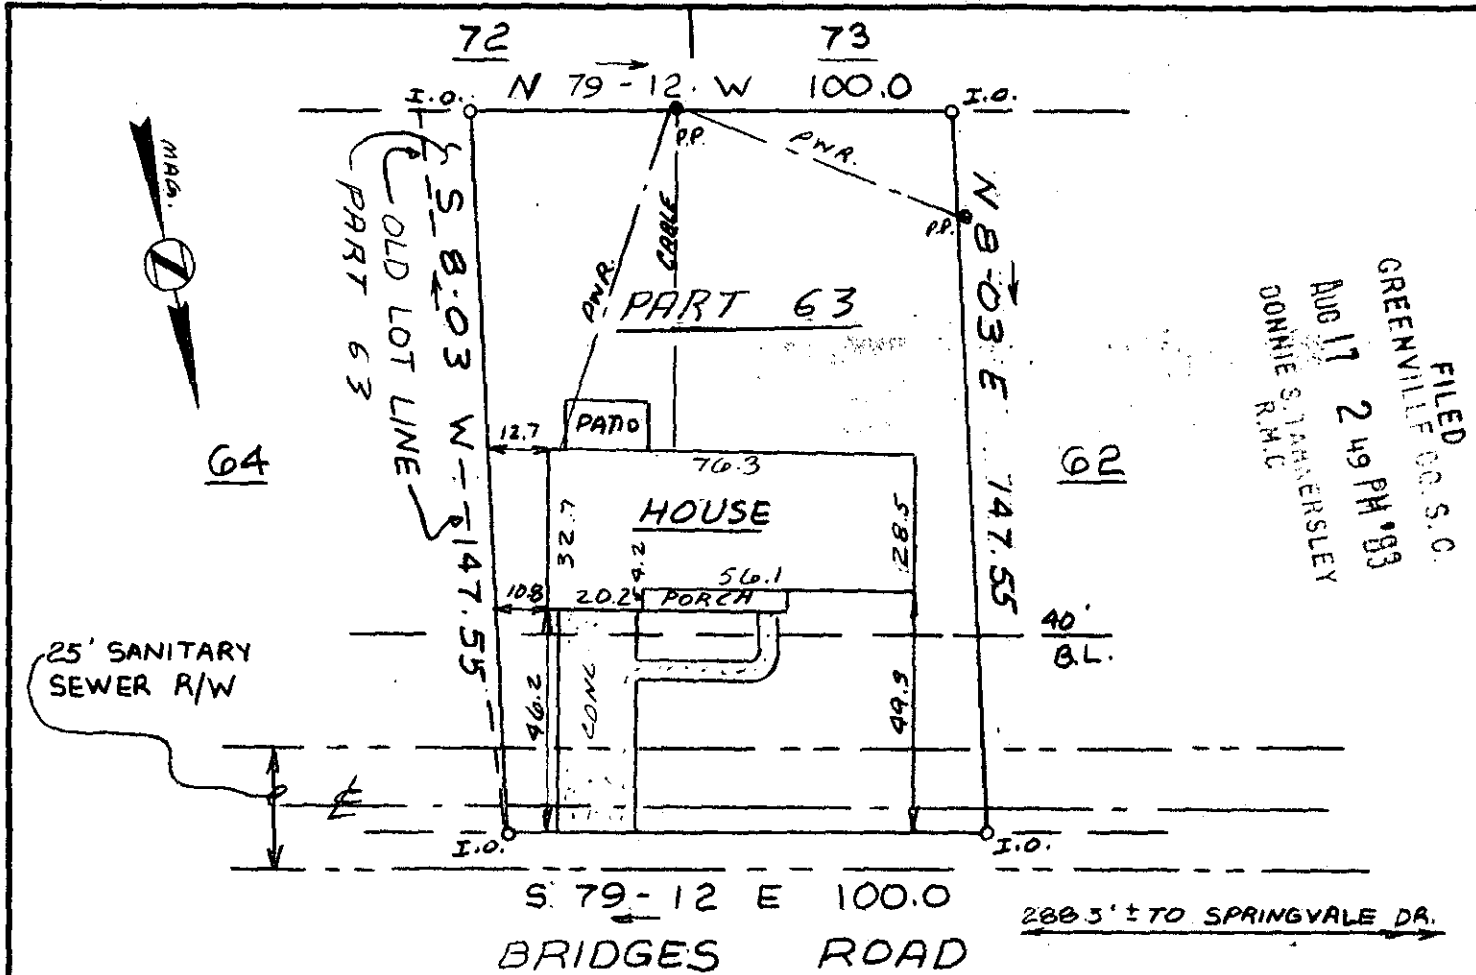 72
73
N 79-12. W 100.0
I.O.
I.O.
MAG.
P.P.
PWR.
P.P.
PWR.
CABLE
S 8-03 W - 147.55
OLD LOT LINE
PART 63
PART 63
N 8-03 E 147.55
FILED
GREENVILLE CO. S.C.
AUG 17 2 49 PM '83
DONNIE S. TANKERSLEY
R.M.C
64
62
12.7
PATIO
76.3
HOUSE
32.7
28.5
4.2
56.1
10.8
20.2
PORCH
40'
B.L.
25' SANITARY
SEWER R/W
46.2
CONC
49.9
℄
I.O.
I.O.
S. 79-12 E 100.0
288.5' ± TO SPRINGVALE DR.
BRIDGES ROAD